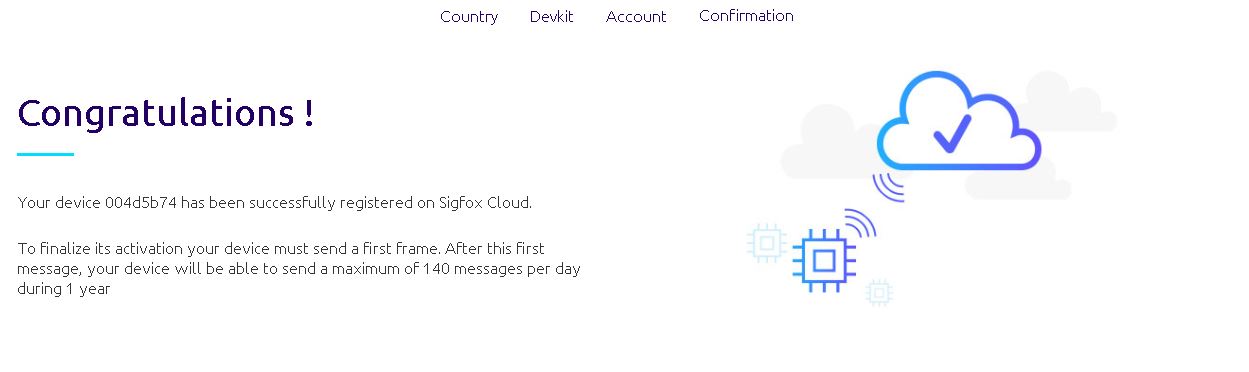 Country Devkit Account Confirmation
Congratulations !
Your device 004d5b74 has been successfully registered on Sigfox Cloud.
To finalize its activation your device must send a first frame. After this first
message, your device will be able to send a maximum of 140 messages per day
during 1 year